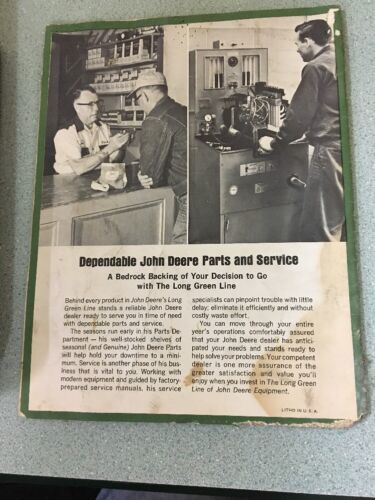 Dependable John Deere Parts and Service
A Bedrock Backing of Your Decision to Go
with The Long Green Line
Behind every product in John Deere's Long
Green Line stands a reliable John Deere
dealer ready to serve you in time of need
with dependable parts and service.
The seasons run early in his Parts De-
partment — his well-stocked shelves of
seasonal (and Genuine) John Deere Parts
will help hold your downtime to a mini-
mum. Service is another phase of his busi-
ness that is vital to you. Working with
modern equipment and guided by factory-
prepared service manuals, his service
specialists can pinpoint trouble with little
delay; eliminate it efficiently and without
costly waste effort.
You can move through your entire
year's operations comfortably assured
that your John Deere dealer has antici-
pated your needs and stands ready to
help solve your problems. Your competent
dealer is one more assurance of the
greater satisfaction and value you'll
enjoy when you invest in The Long Green
Line of John Deere Equipment.
LITHO IN U.S.A.